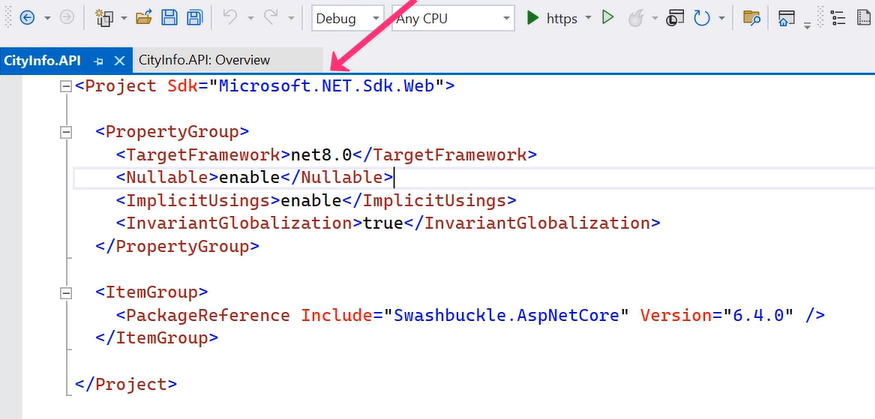 Debug Any CPU https
CityInfo.API CityInfo.API: Overview
<Project Sdk="Microsoft.NET.Sdk.Web">
<PropertyGroup>
<TargetFramework>net8.0</TargetFramework>
<Nullable>enable</Nullable>
<ImplicitUsings>enable</ImplicitUsings>
<InvariantGlobalization>true</InvariantGlobalization>
</PropertyGroup>
<ItemGroup>
<PackageReference Include="Swashbuckle.AspNetCore" Version="6.4.0" />
</ItemGroup>
</Project>